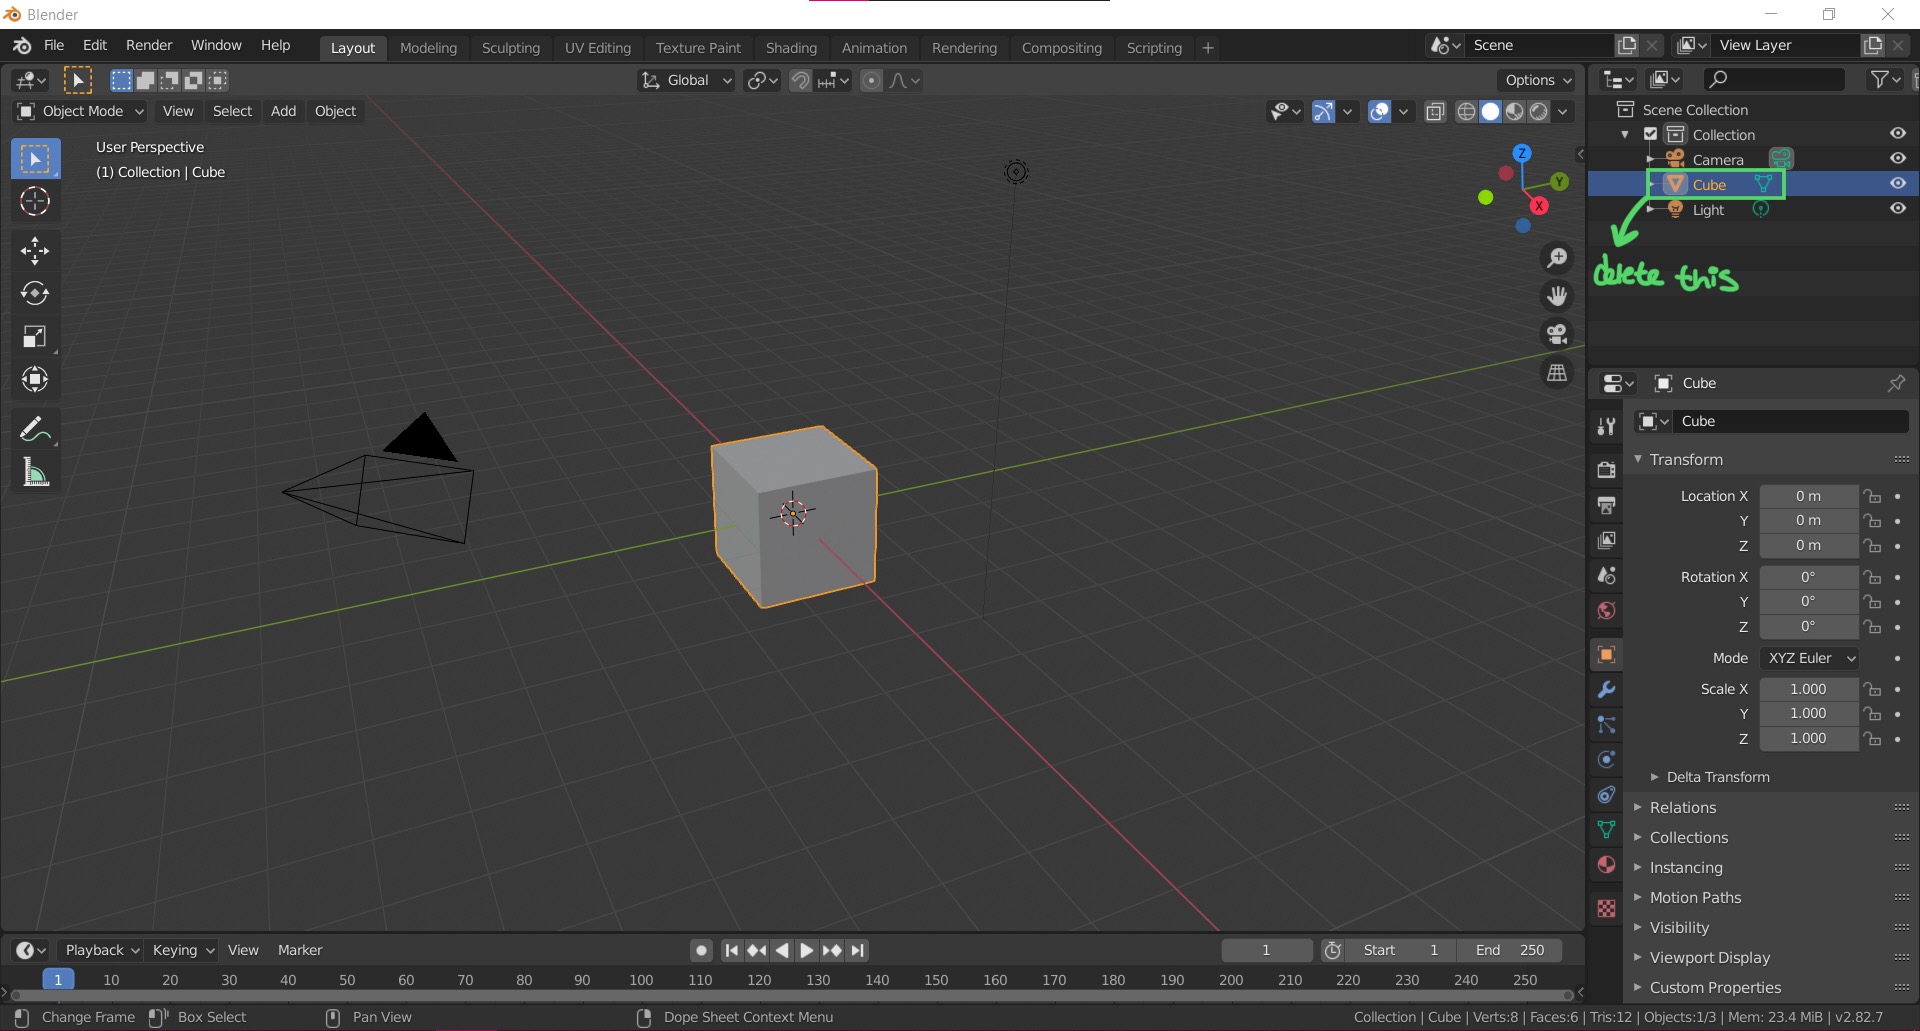 Blender
File Edit Render Window Help Layout Modeling Sculpting UV Editing Texture Paint Shading Animation Rendering Compositing Scripting + Scene View Layer
Global Options
Object Mode View Select Add Object
User Perspective
(1) Collection | Cube
Z
Y
X
Scene Collection
Collection
Camera
Cube
Light
delete this
Cube
Cube
Transform
Location X 0 m
Y 0 m
Z 0 m
Rotation X 0°
Y 0°
Z 0°
Mode XYZ Euler
Scale X 1.000
Y 1.000
Z 1.000
Delta Transform
Relations
Collections
Instancing
Motion Paths
Visibility
Viewport Display
Custom Properties
Playback Keying View Marker 1 Start 1 End 250
1 10 20 30 40 50 60 70 80 90 100 110 120 130 140 150 160 170 180 190 200 210 220 230 240 250
Change Frame Box Select Pan View Dope Sheet Context Menu Collection | Cube | Verts:8 | Faces:6 | Tris:12 | Objects:1/3 | Mem: 23.4 MiB | v2.82.7